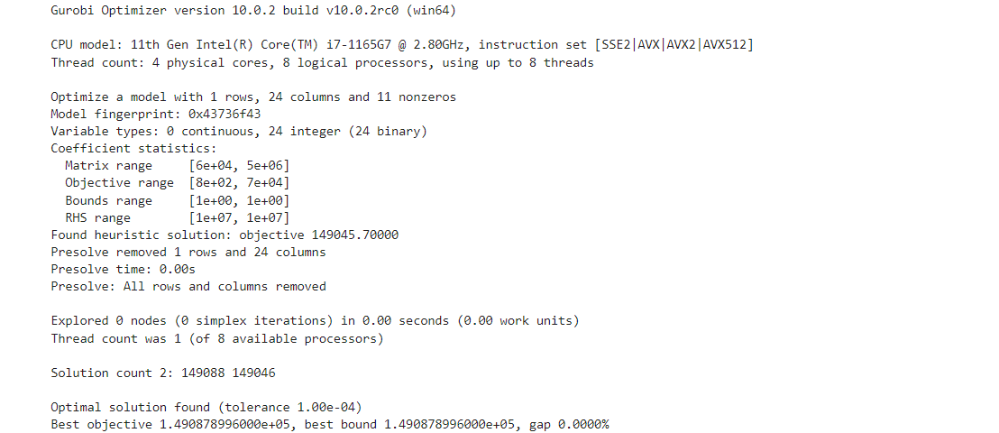 Gurobi Optimizer version 10.0.2 build v10.0.2rc0 (win64)
CPU model: 11th Gen Intel(R) Core(TM) i7-1165G7 @ 2.80GHz, instruction set [SSE2|AVX|AVX2|AVX512]
Thread count: 4 physical cores, 8 logical processors, using up to 8 threads
Optimize a model with 1 rows, 24 columns and 11 nonzeros
Model fingerprint: 0x43736f43
Variable types: 0 continuous, 24 integer (24 binary)
Coefficient statistics:
Matrix range [6e+04, 5e+06]
Objective range [8e+02, 7e+04]
Bounds range [1e+00, 1e+00]
RHS range [1e+07, 1e+07]
Found heuristic solution: objective 149045.70000
Presolve removed 1 rows and 24 columns
Presolve time: 0.00s
Presolve: All rows and columns removed
Explored 0 nodes (0 simplex iterations) in 0.00 seconds (0.00 work units)
Thread count was 1 (of 8 available processors)
Solution count 2: 149088 149046
Optimal solution found (tolerance 1.00e-04)
Best objective 1.490878996000e+05, best bound 1.490878996000e+05, gap 0.0000%